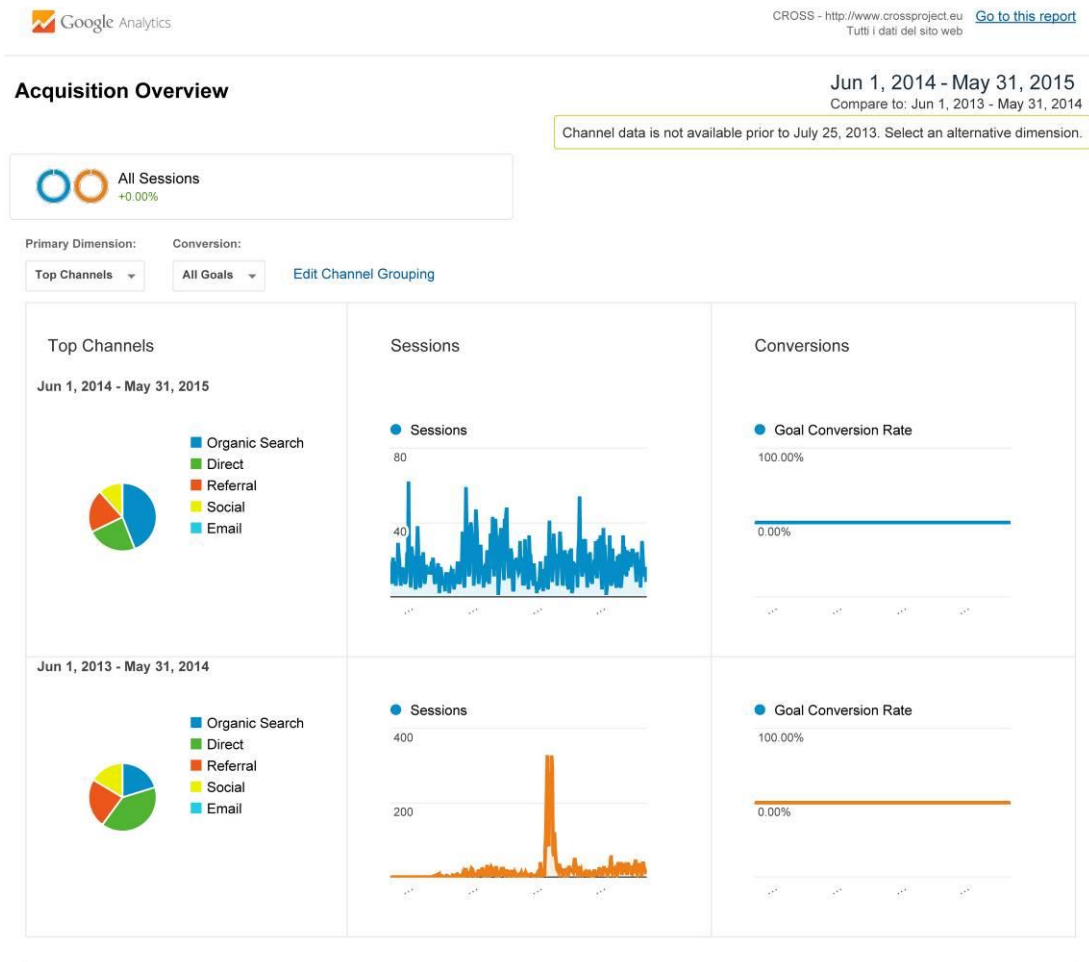 Google Analytics
CROSS - http://www.crossproject.eu
Tutti i dati del sito web
Go to this report
Acquisition Overview
Jun 1, 2014 - May 31, 2015
Compare to: Jun 1, 2013 - May 31, 2014
Channel data is not available prior to July 25, 2013. Select an alternative dimension.
All Sessions
+0.00%
Primary Dimension:
Conversion:
Top Channels
All Goals
Edit Channel Grouping
Top Channels
Sessions
Conversions
Jun 1, 2014 - May 31, 2015
Organic Search
Direct
Referral
Social
Email
Sessions
80
40
...
...
...
...
Goal Conversion Rate
100.00%
0.00%
...
...
...
...
Jun 1, 2013 - May 31, 2014
Organic Search
Direct
Referral
Social
Email
Sessions
400
200
...
...
...
...
Goal Conversion Rate
100.00%
0.00%
...
...
...
...